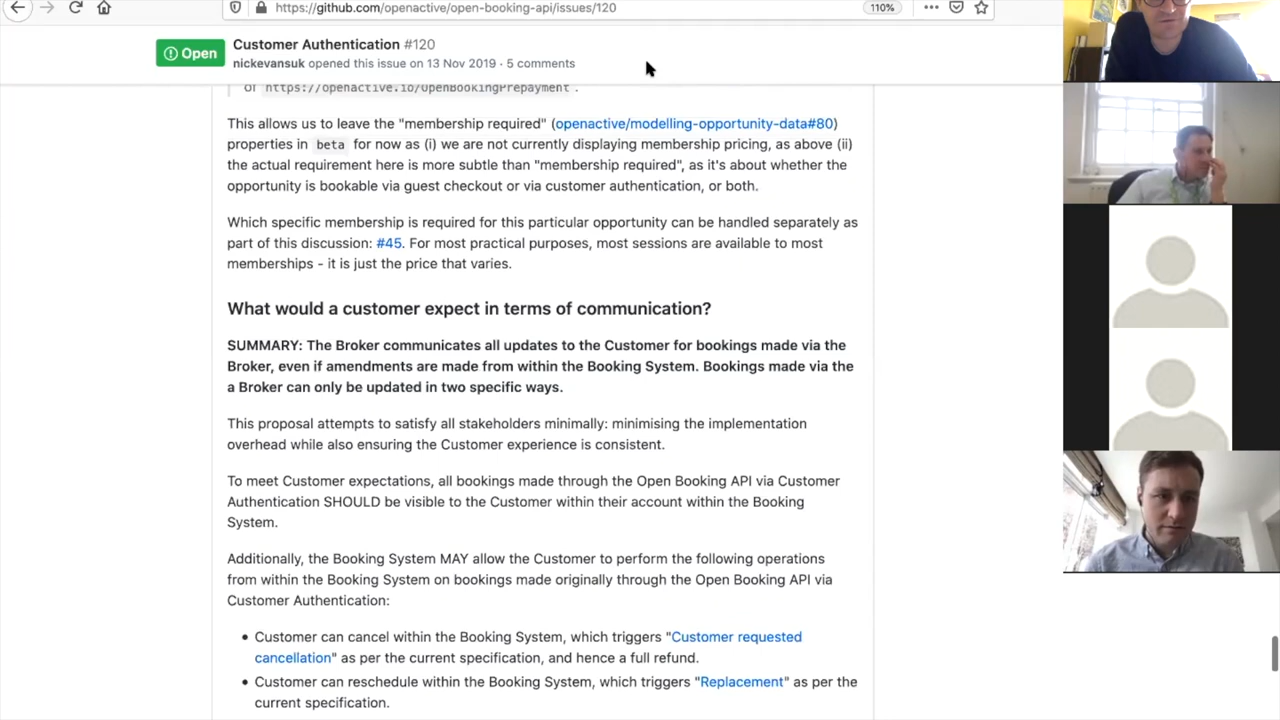 https://github.com/openactive/open-booking-api/issues/120
110%
Open
Customer Authentication #120
nickevansuk opened this issue on 13 Nov 2019 · 5 comments
of https://openactive.io/OpenBookingPrepayment .
This allows us to leave the "membership required" (openactive/modelling-opportunity-data#80)
properties in beta for now as (i) we are not currently displaying membership pricing, as above (ii)
the actual requirement here is more subtle than "membership required", as it's about whether the
opportunity is bookable via guest checkout or via customer authentication, or both.
Which specific membership is required for this particular opportunity can be handled separately as
part of this discussion: #45. For most practical purposes, most sessions are available to most
memberships - it is just the price that varies.
What would a customer expect in terms of communication?
SUMMARY: The Broker communicates all updates to the Customer for bookings made via the
Broker, even if amendments are made from within the Booking System. Bookings made via the
a Broker can only be updated in two specific ways.
This proposal attempts to satisfy all stakeholders minimally: minimising the implementation
overhead while also ensuring the Customer experience is consistent.
To meet Customer expectations, all bookings made through the Open Booking API via Customer
Authentication SHOULD be visible to the Customer within their account within the Booking
System.
Additionally, the Booking System MAY allow the Customer to perform the following operations
from within the Booking System on bookings made originally through the Open Booking API via
Customer Authentication:
• Customer can cancel within the Booking System, which triggers "Customer requested
cancellation" as per the current specification, and hence a full refund.
• Customer can reschedule within the Booking System, which triggers "Replacement" as per the
current specification.